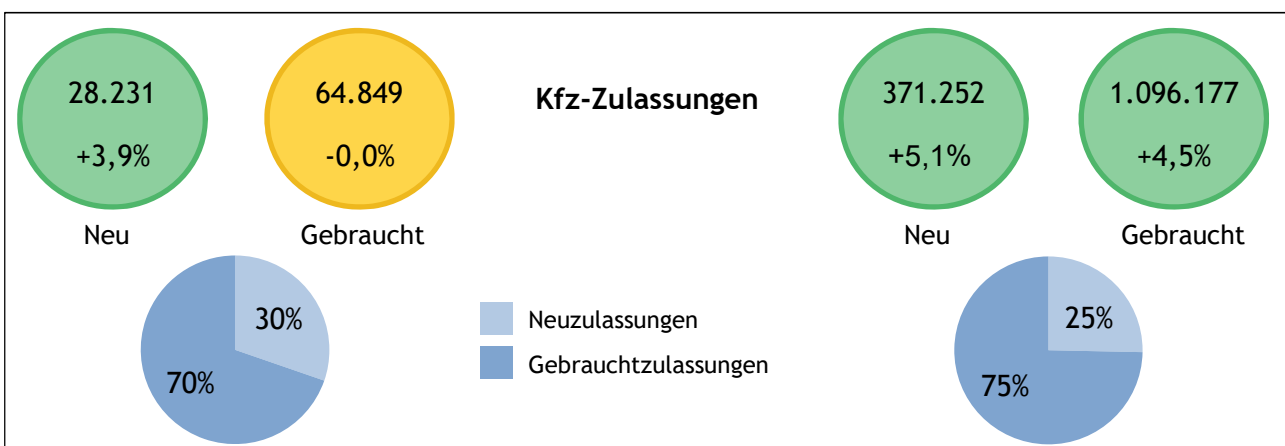 28.231
+3,9%
Neu
64.849
-0,0%
Gebraucht
Kfz-Zulassungen
371.252
+5,1%
Neu
1.096.177
+4,5%
Gebraucht
30%
70%
Neuzulassungen
Gebrauchtzulassungen
25%
75%